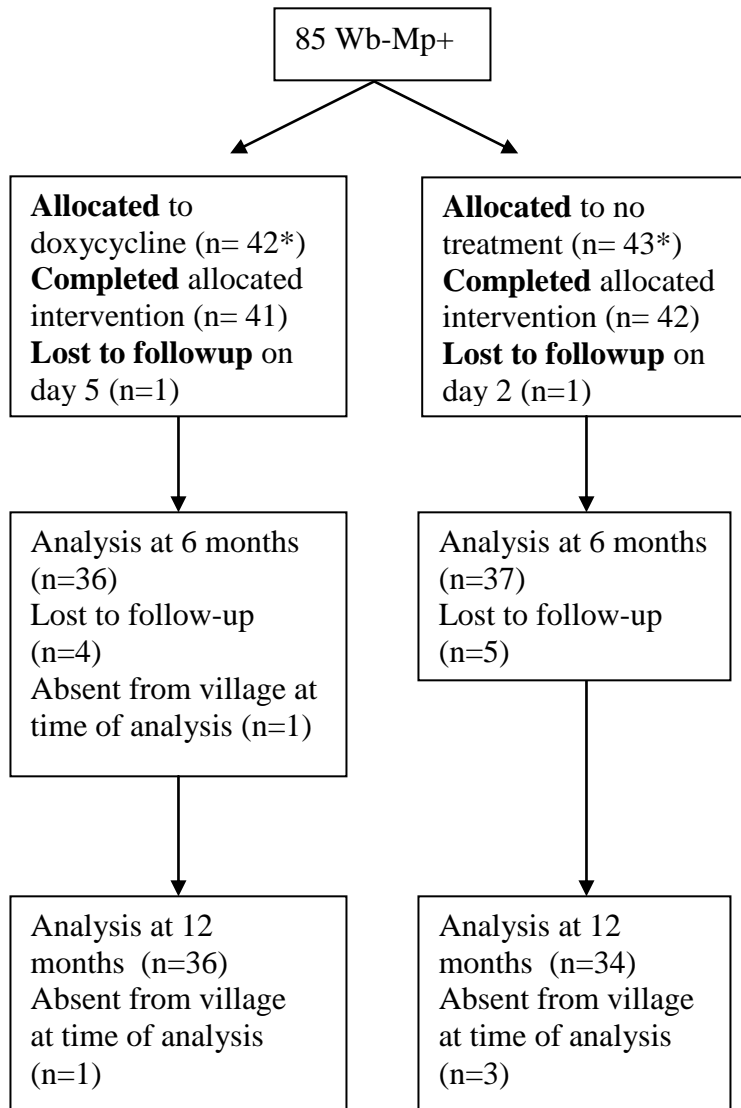 85 Wb-Mp+
Allocated to
doxycycline (n= 42*)
Completed allocated
intervention (n= 41)
Lost to followup on
day 5 (n=1)
Allocated to no
treatment (n= 43*)
Completed allocated
intervention (n= 42)
Lost to followup on
day 2 (n=1)
Analysis at 6 months
(n=36)
Lost to follow-up
(n=4)
Absent from village at
time of analysis (n=1)
Analysis at 6 months
(n=37)
Lost to follow-up
(n=5)
Analysis at 12
months (n=36)
Absent from village
at time of analysis
(n=1)
Analysis at 12
months (n=34)
Absent from village
at time of analysis
(n=3)